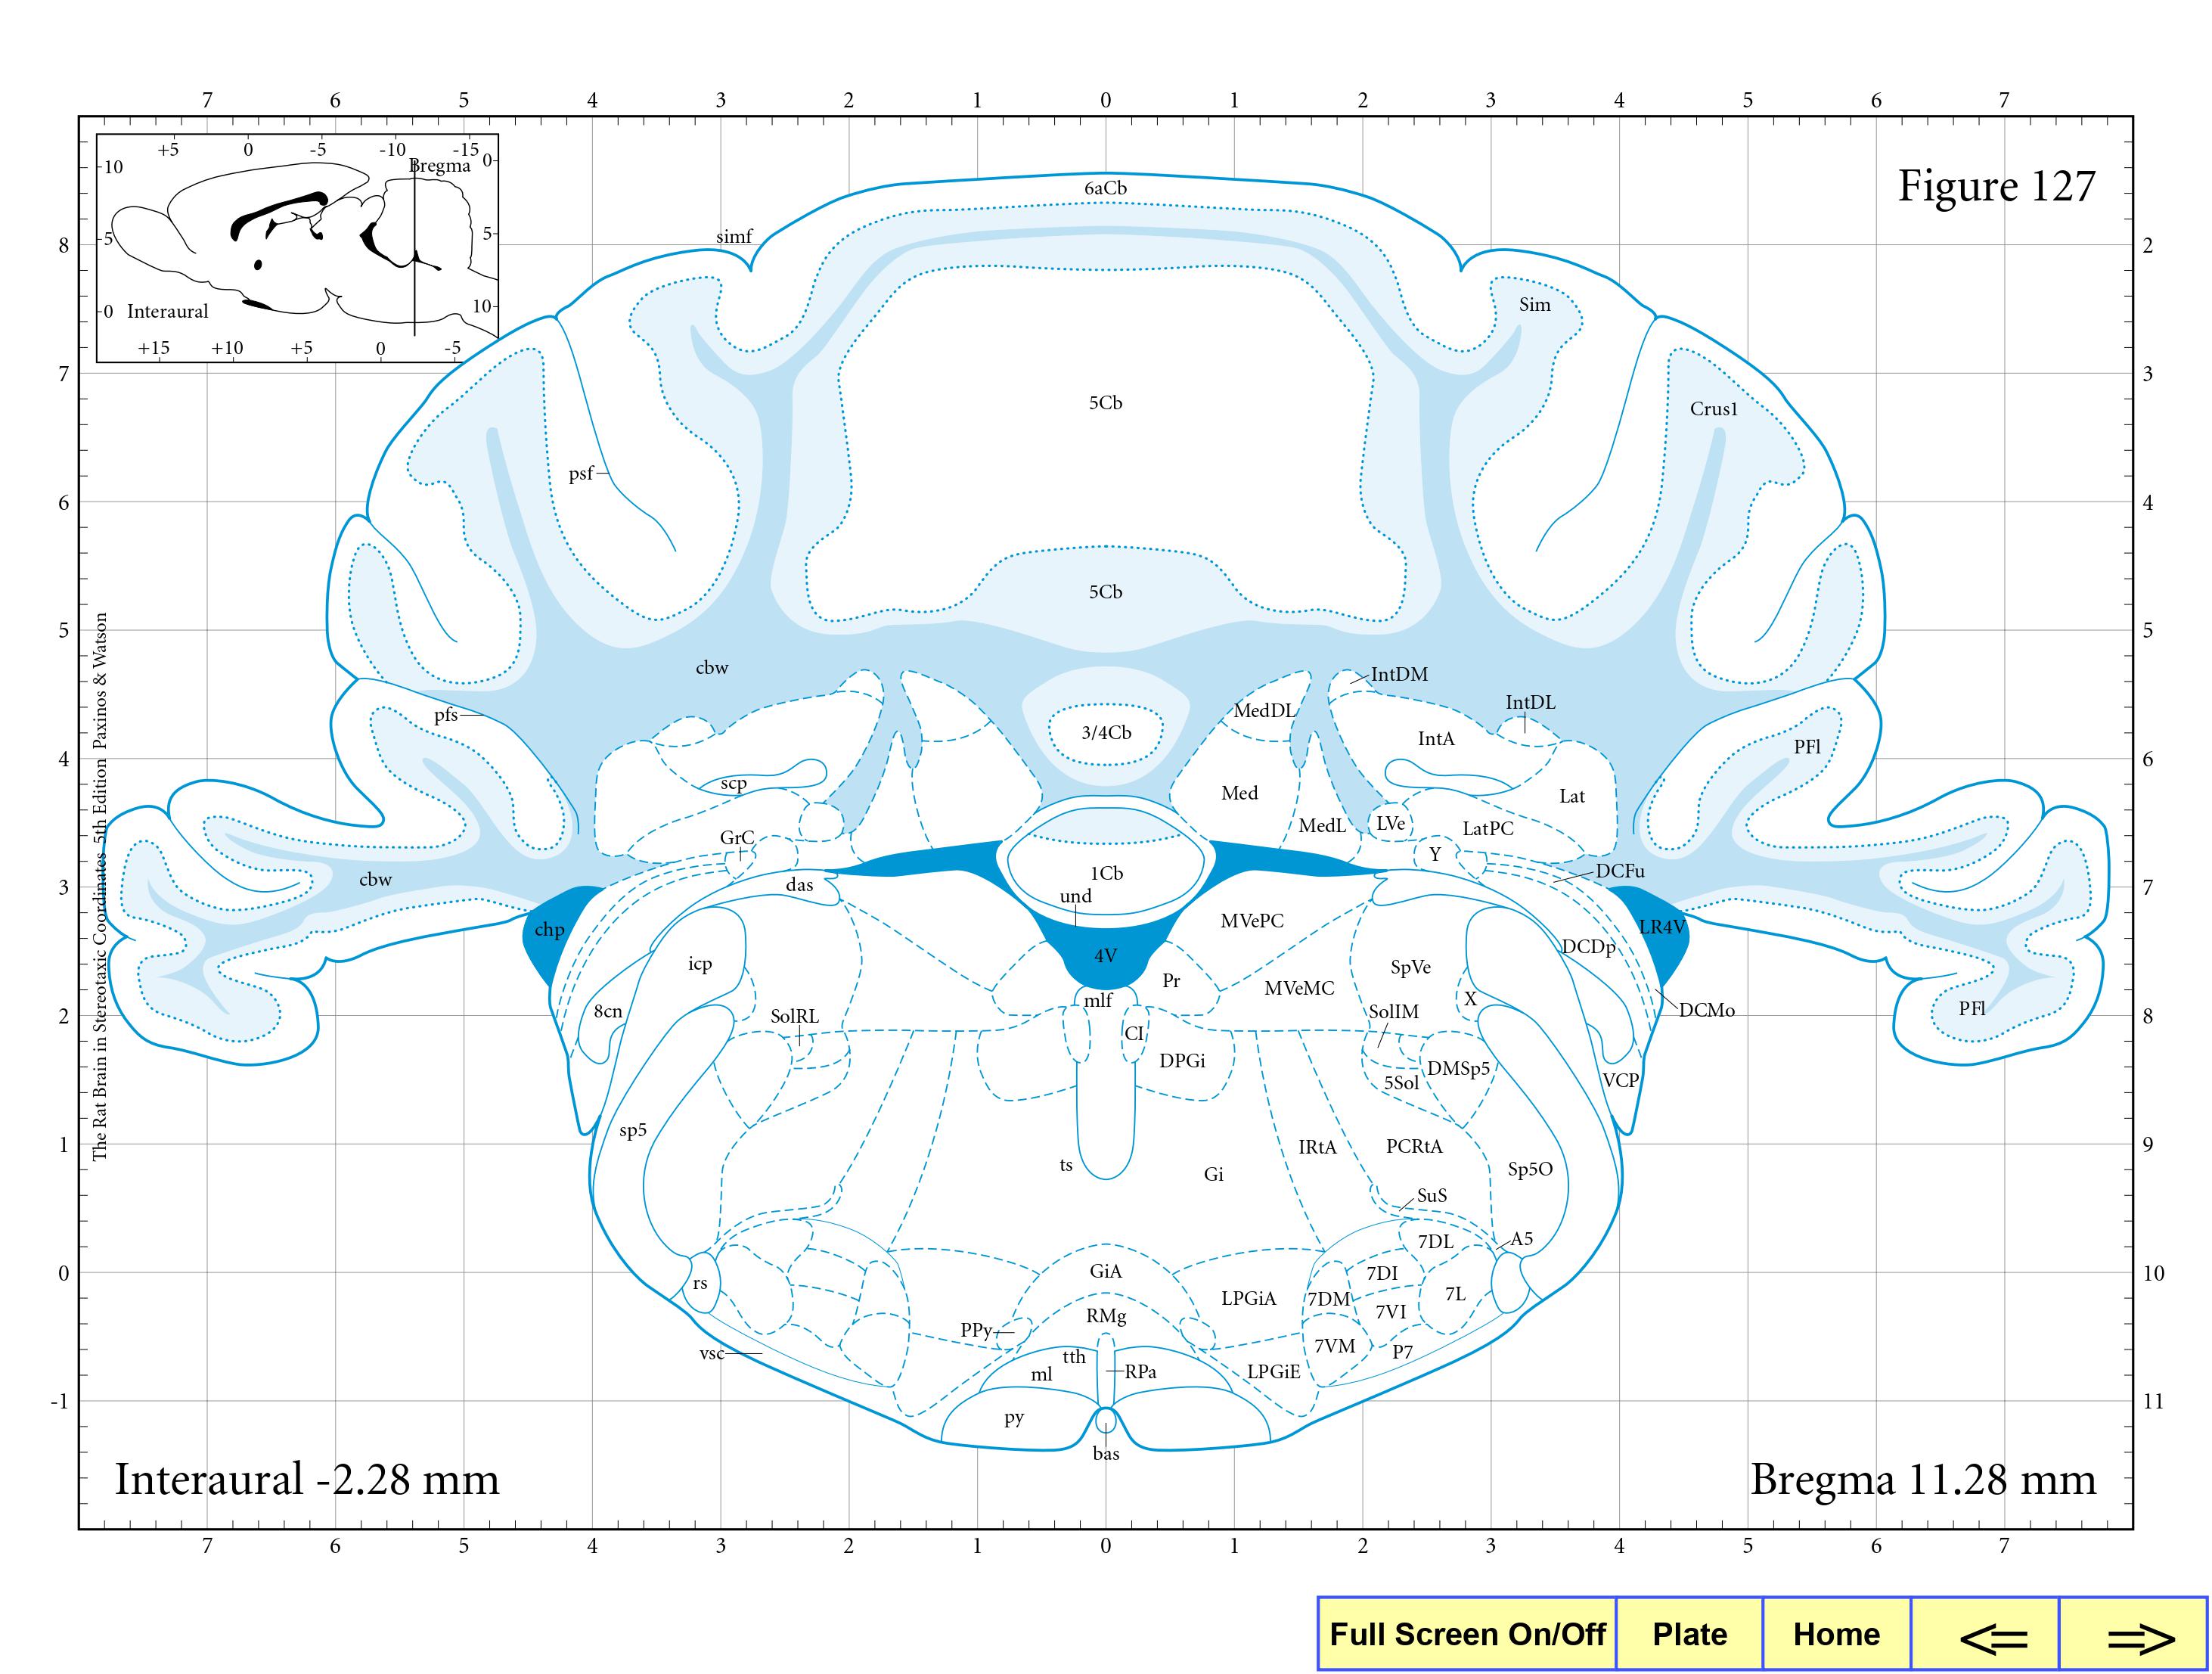 7 6 5 4 3 2 1 0 1 2 3 4 5 6 7
+5 0 -5 -10 -15
Bregma
0
10
5
5
0
Interaural
10
+15 +10 +5 0 -5
Figure 127
6aCb
simf
8
2
Sim
7
3
5Cb
Crus1
psf
6
4
5Cb
5
5
cbw
IntDM
IntDL
pfs
MedDL
3/4Cb
IntA
PFl
4
6
scp
Med
Lat
MedL
LVe
LatPC
GrC
Y
1Cb
DCFu
cbw
das
3
7
und
MVePC
chp
LR4V
DCDp
4V
icp
SpVe
Pr
MVeMC
mlf
X
DCMo
PFl
8cn
SolRL
SolIM
2
8
CI
DPGi
DMSp5
5Sol
VCP
sp5
1
9
IRtA
PCRtA
ts
Gi
Sp5O
SuS
A5
7DL
GiA
7DI
0
10
rs
LPGiA
7DM
7L
7VI
RMg
PPy
7VM
P7
vsc
tth
RPa
ml
LPGiE
-1
11
py
bas
The Rat Brain in Stereotaxic Coordinates 5th Edition Paxinos & Watson
Interaural -2.28 mm
Bregma 11.28 mm
7 6 5 4 3 2 1 0 1 2 3 4 5 6 7
Full Screen On/Off Plate Home <= =>